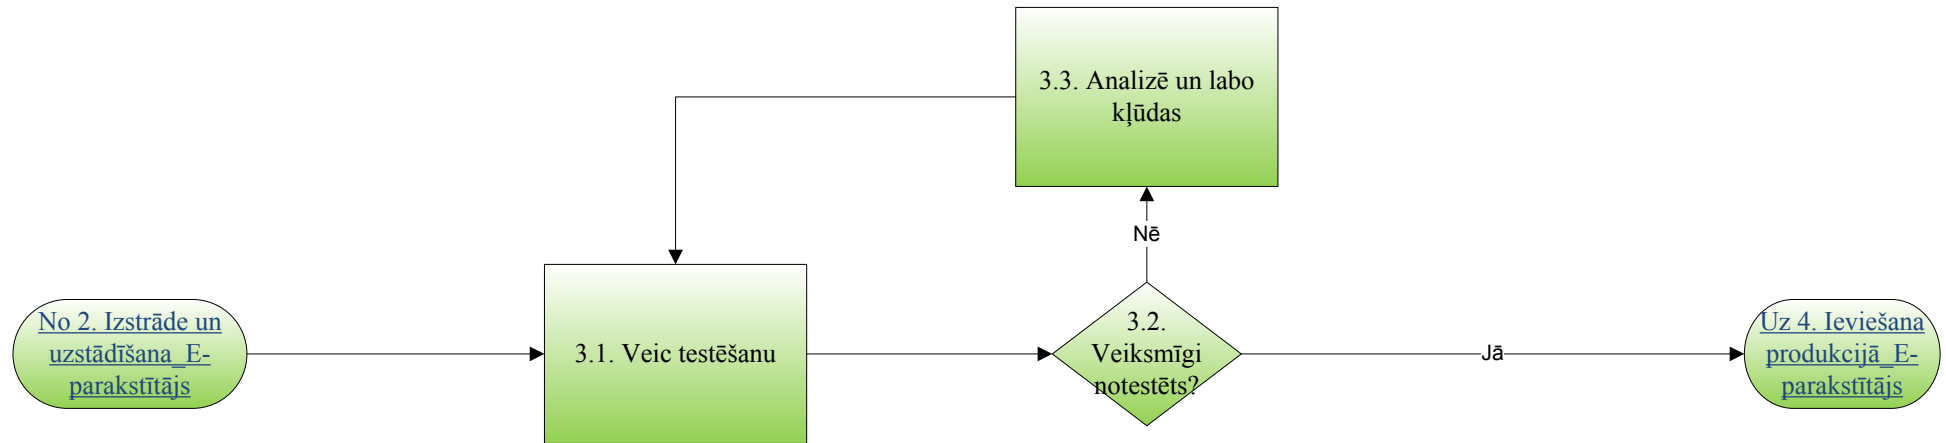 3.3. Analizē un labo
kļūdas
Nē
No 2. Izstrāde un
uzstādīšana_E-
parakstītājs
3.1. Veic testēšanu
3.2.
Veiksmīgi
notestēts?
Jā
Uz 4. Ieviešana
produkcijā_E-
parakstītājs